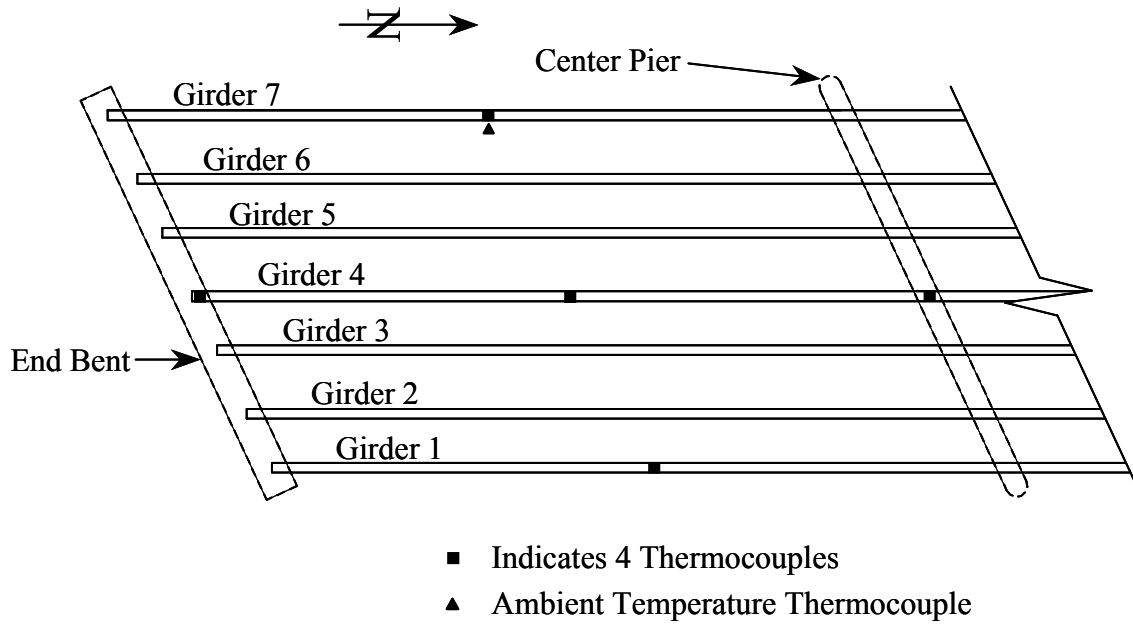 N
Center Pier
Girder 7
Girder 6
Girder 5
Girder 4
Girder 3
End Bent
Girder 2
Girder 1
Indicates 4 Thermocouples
Ambient Temperature Thermocouple